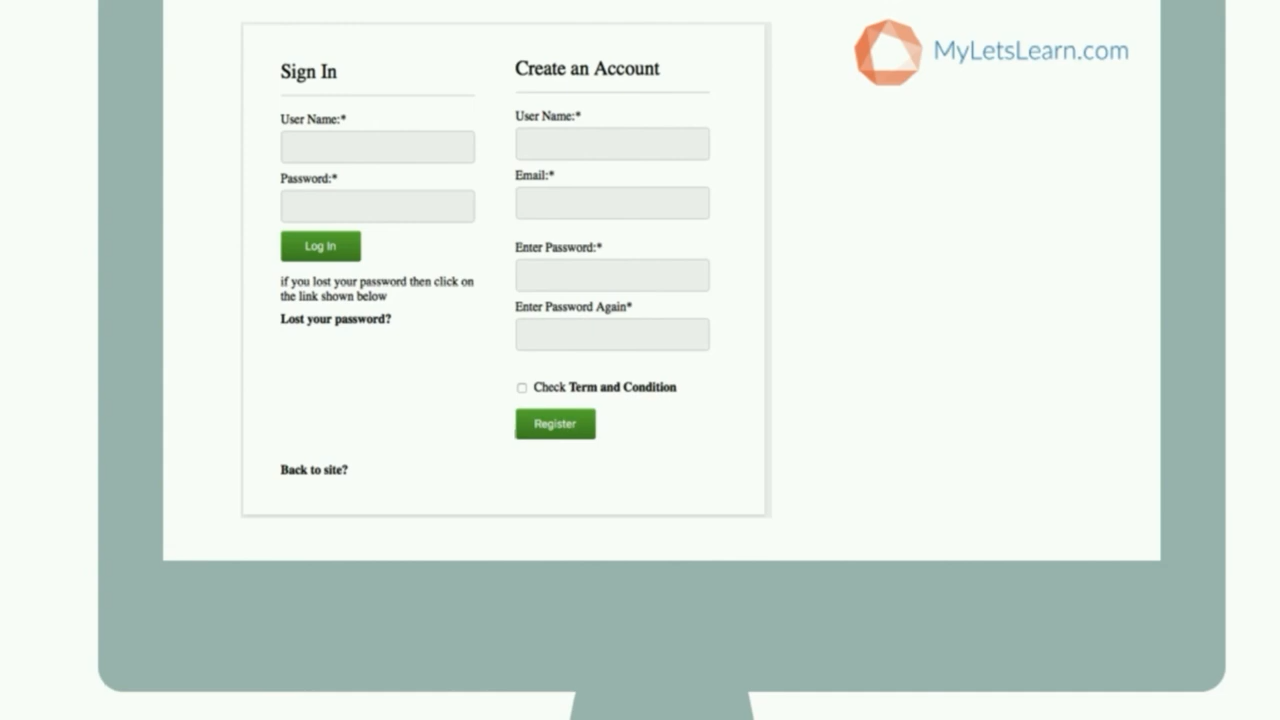 MyLetsLearn.com
Sign In
User Name:*
Password:*
Log In
if you lost your password then click on
the link shown below
Lost your password?
Back to site?
Create an Account
User Name:*
Email:*
Enter Password:*
Enter Password Again*
Check Term and Condition
Register